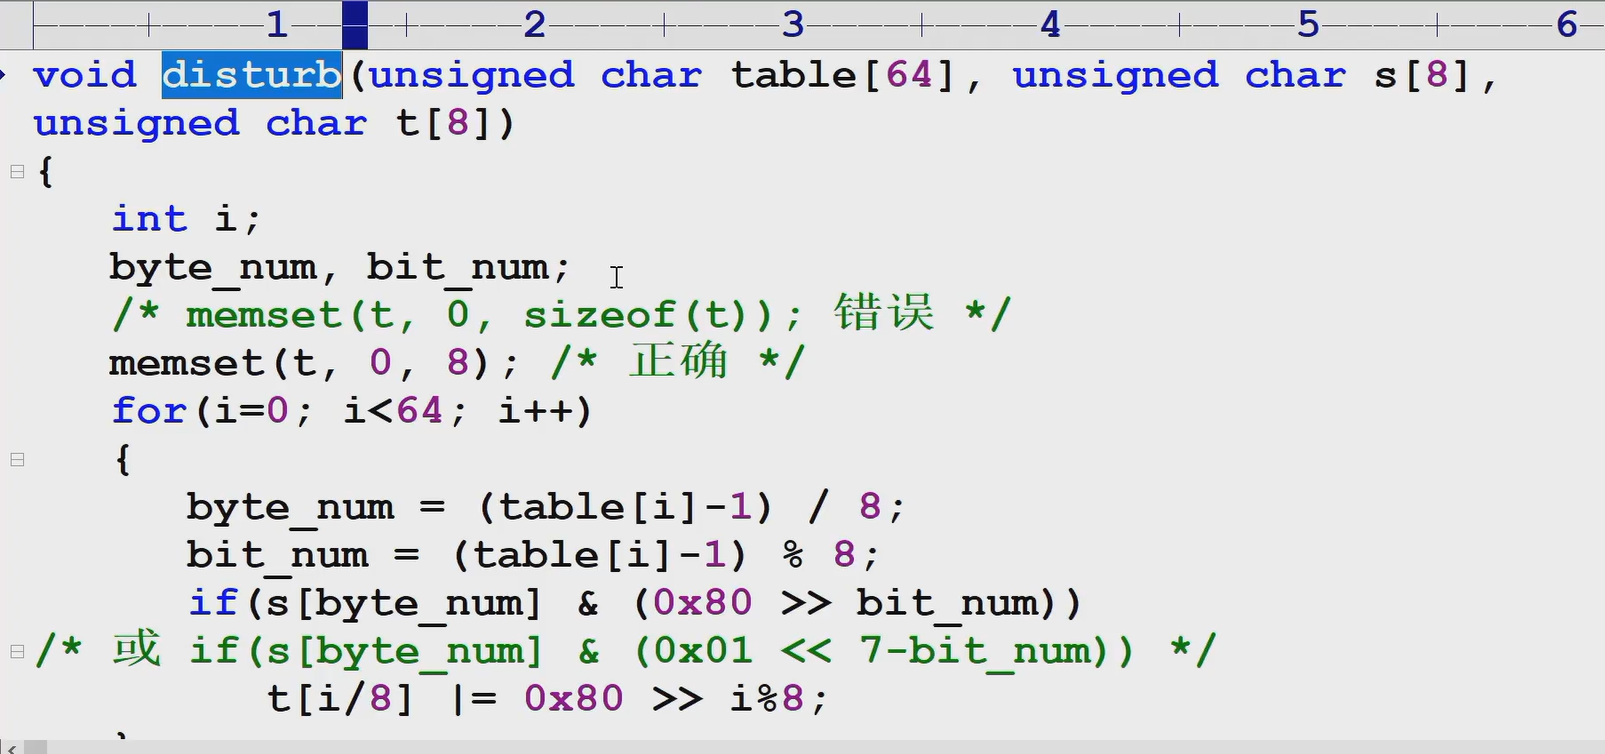 1 2 3 4 5 6
void disturb(unsigned char table[64], unsigned char s[8],
unsigned char t[8])
{
int i;
byte_num, bit_num;
/* memset(t, 0, sizeof(t)); 错误 */
memset(t, 0, 8); /* 正确 */
for(i=0; i<64; i++)
{
byte_num = (table[i]-1) / 8;
bit_num = (table[i]-1) % 8;
if(s[byte_num] & (0x80 >> bit_num))
/* 或 if(s[byte_num] & (0x01 << 7-bit_num)) */
t[i/8] |= 0x80 >> i%8;